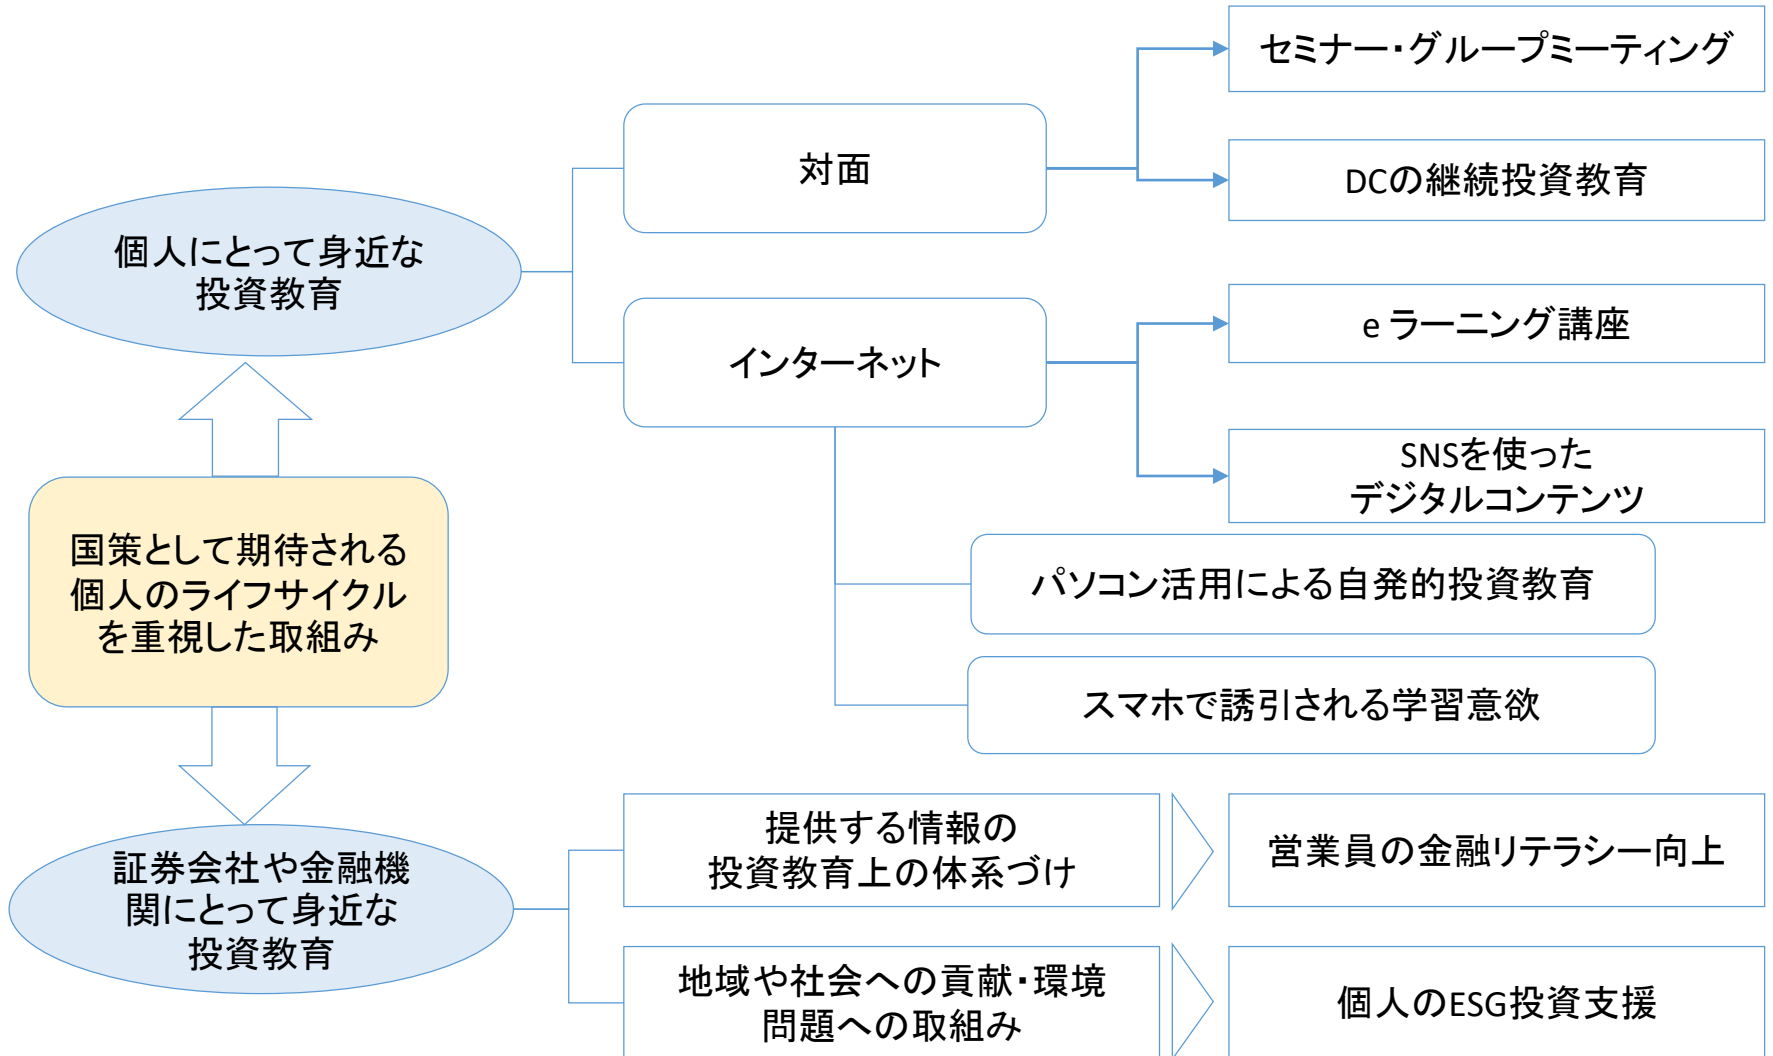 セミナー・グループミーティング
対面
DCの継続投資教育
個人にとって身近な
投資教育
eラーニング講座
インターネット
SNSを使った
デジタルコンテンツ
国策として期待される
個人のライフサイクル
を重視した取組み
パソコン活用による自発的投資教育
スマホで誘引される学習意欲
提供する情報の
投資教育上の体系づけ
営業員の金融リテラシー向上
証券会社や金融機
関にとって身近な
投資教育
地域や社会への貢献・環境
問題への取組み
個人のESG投資支援